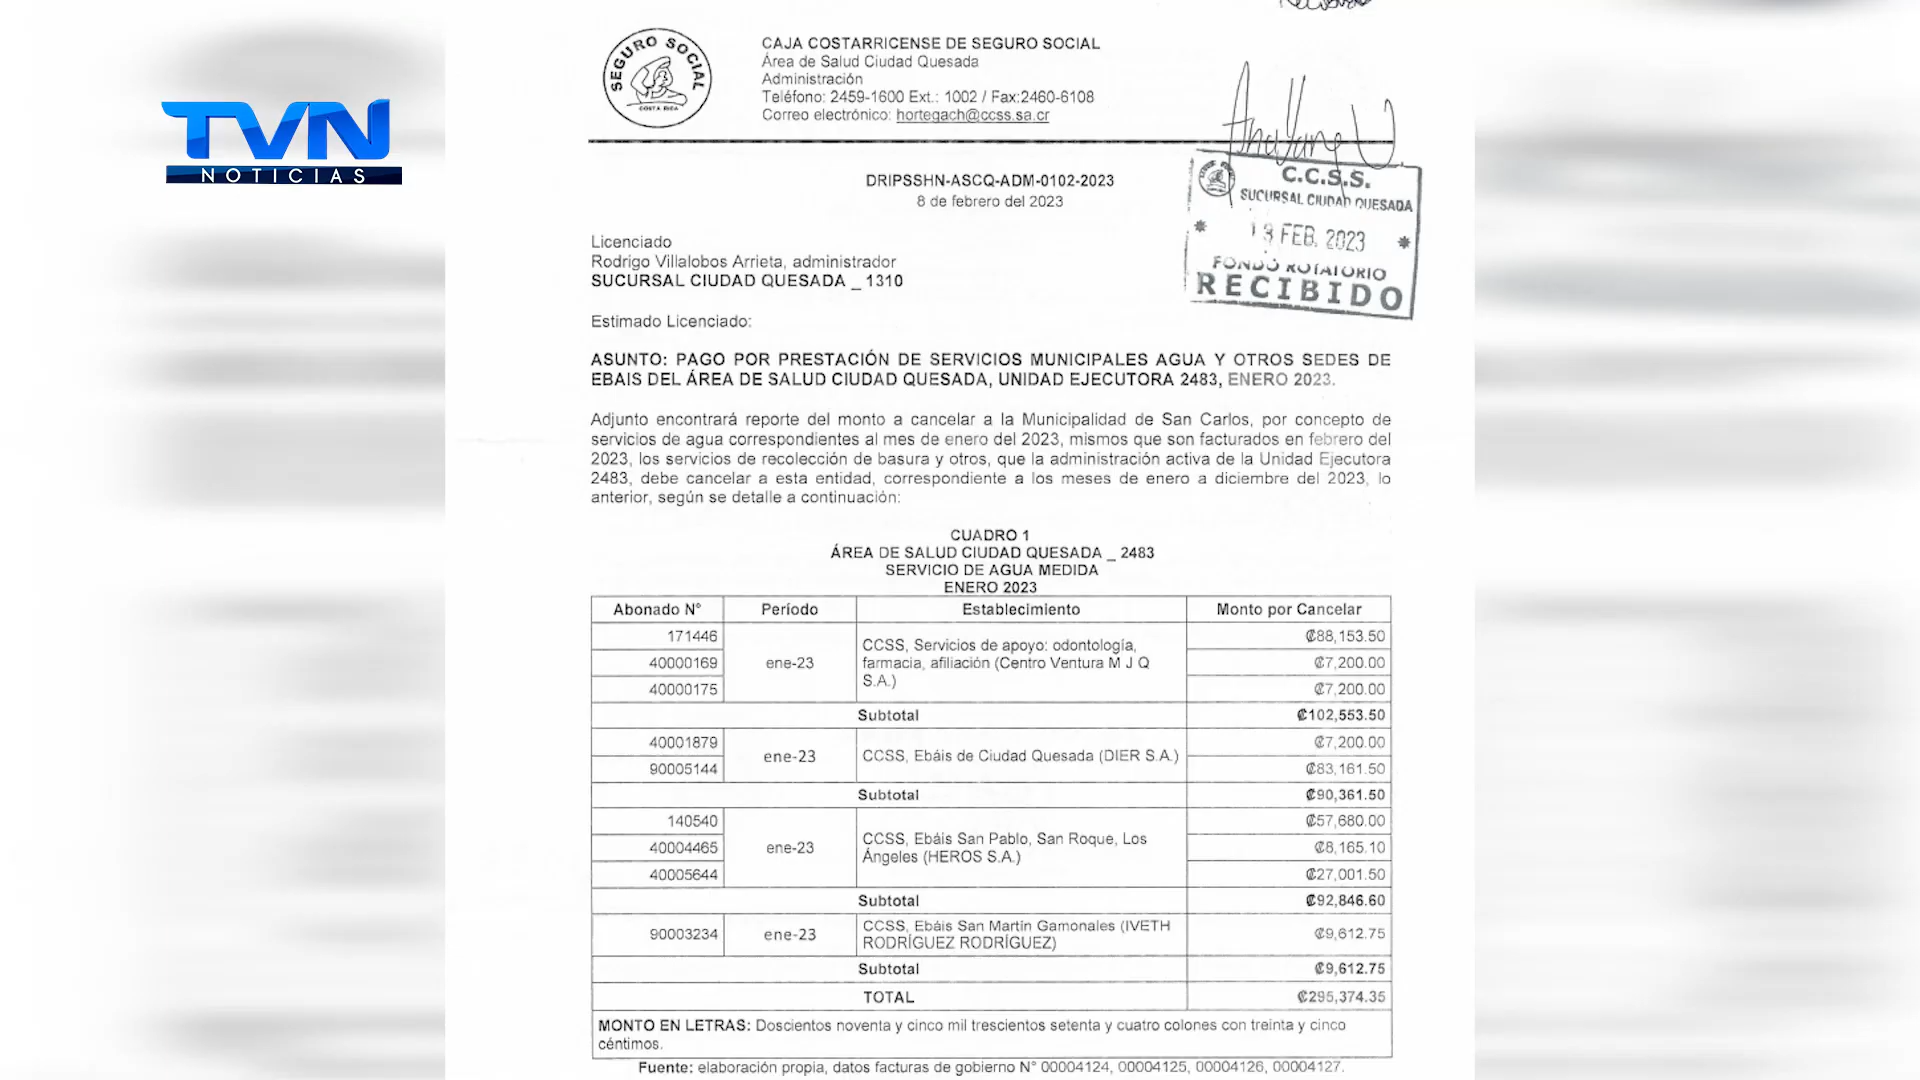 TVN
NOTICIAS
SEGURO SOCIAL
COSTA RICA
CAJA COSTARRICENSE DE SEGURO SOCIAL
Área de Salud Ciudad Quesada
Administración
Teléfono: 2459-1600 Ext.: 1002 / Fax:2460-6108
Correo electrónico: hortegach@ccss.sa.cr
DRIPSSHN-ASCQ-ADM-0102-2023
8 de febrero del 2023
C.C.S.S.
SUCURSAL CIUDAD QUESADA
FEB. 2023
FONDO ROTATORIO
RECIBIDO
Licenciado
Rodrigo Villalobos Arrieta, administrador
SUCURSAL CIUDAD QUESADA _ 1310
Estimado Licenciado:
ASUNTO: PAGO POR PRESTACIÓN DE SERVICIOS MUNICIPALES AGUA Y OTROS SEDES DE
EBAIS DEL ÁREA DE SALUD CIUDAD QUESADA, UNIDAD EJECUTORA 2483, ENERO 2023.
Adjunto encontrará reporte del monto a cancelar a la Municipalidad de San Carlos, por concepto de
servicios de agua correspondientes al mes de enero del 2023, mismos que son facturados en febrero del
2023, los servicios de recolección de basura y otros, que la administración activa de la Unidad Ejecutora
2483, debe cancelar a esta entidad, correspondiente a los meses de enero a diciembre del 2023, lo
anterior, según se detalle a continuación:
CUADRO 1
ÁREA DE SALUD CIUDAD QUESADA _ 2483
SERVICIO DE AGUA MEDIDA
ENERO 2023
Abonado N° Período Establecimiento Monto por Cancelar
171446 ₡88,153.50
40000169 ene-23 CCSS, Servicios de apoyo: odontología,
farmacia, afiliación (Centro Ventura M J Q
S.A.) ₡7,200.00
40000175 ₡7,200.00
Subtotal ₡102,553.50
40001879 ene-23 CCSS, Ebáis de Ciudad Quesada (DIER S.A.) ₡7,200.00
90005144 ₡83,161.50
Subtotal ₡90,361.50
140540 ₡57,680.00
40004465 ene-23 CCSS, Ebáis San Pablo, San Roque, Los
Ángeles (HEROS S.A.) ₡8,165.10
40005644 ₡27,001.50
Subtotal ₡92,846.60
90003234 ene-23 CCSS, Ebáis San Martín Gamonales (IVETH
RODRÍGUEZ RODRÍGUEZ) ₡9,612.75
Subtotal ₡9,612.75
TOTAL ₡295,374.35
MONTO EN LETRAS: Doscientos noventa y cinco mil trescientos setenta y cuatro colones con treinta y cinco
céntimos.
Fuente: elaboración propia, datos facturas de gobierno N° 00004124, 00004125, 00004126, 00004127.